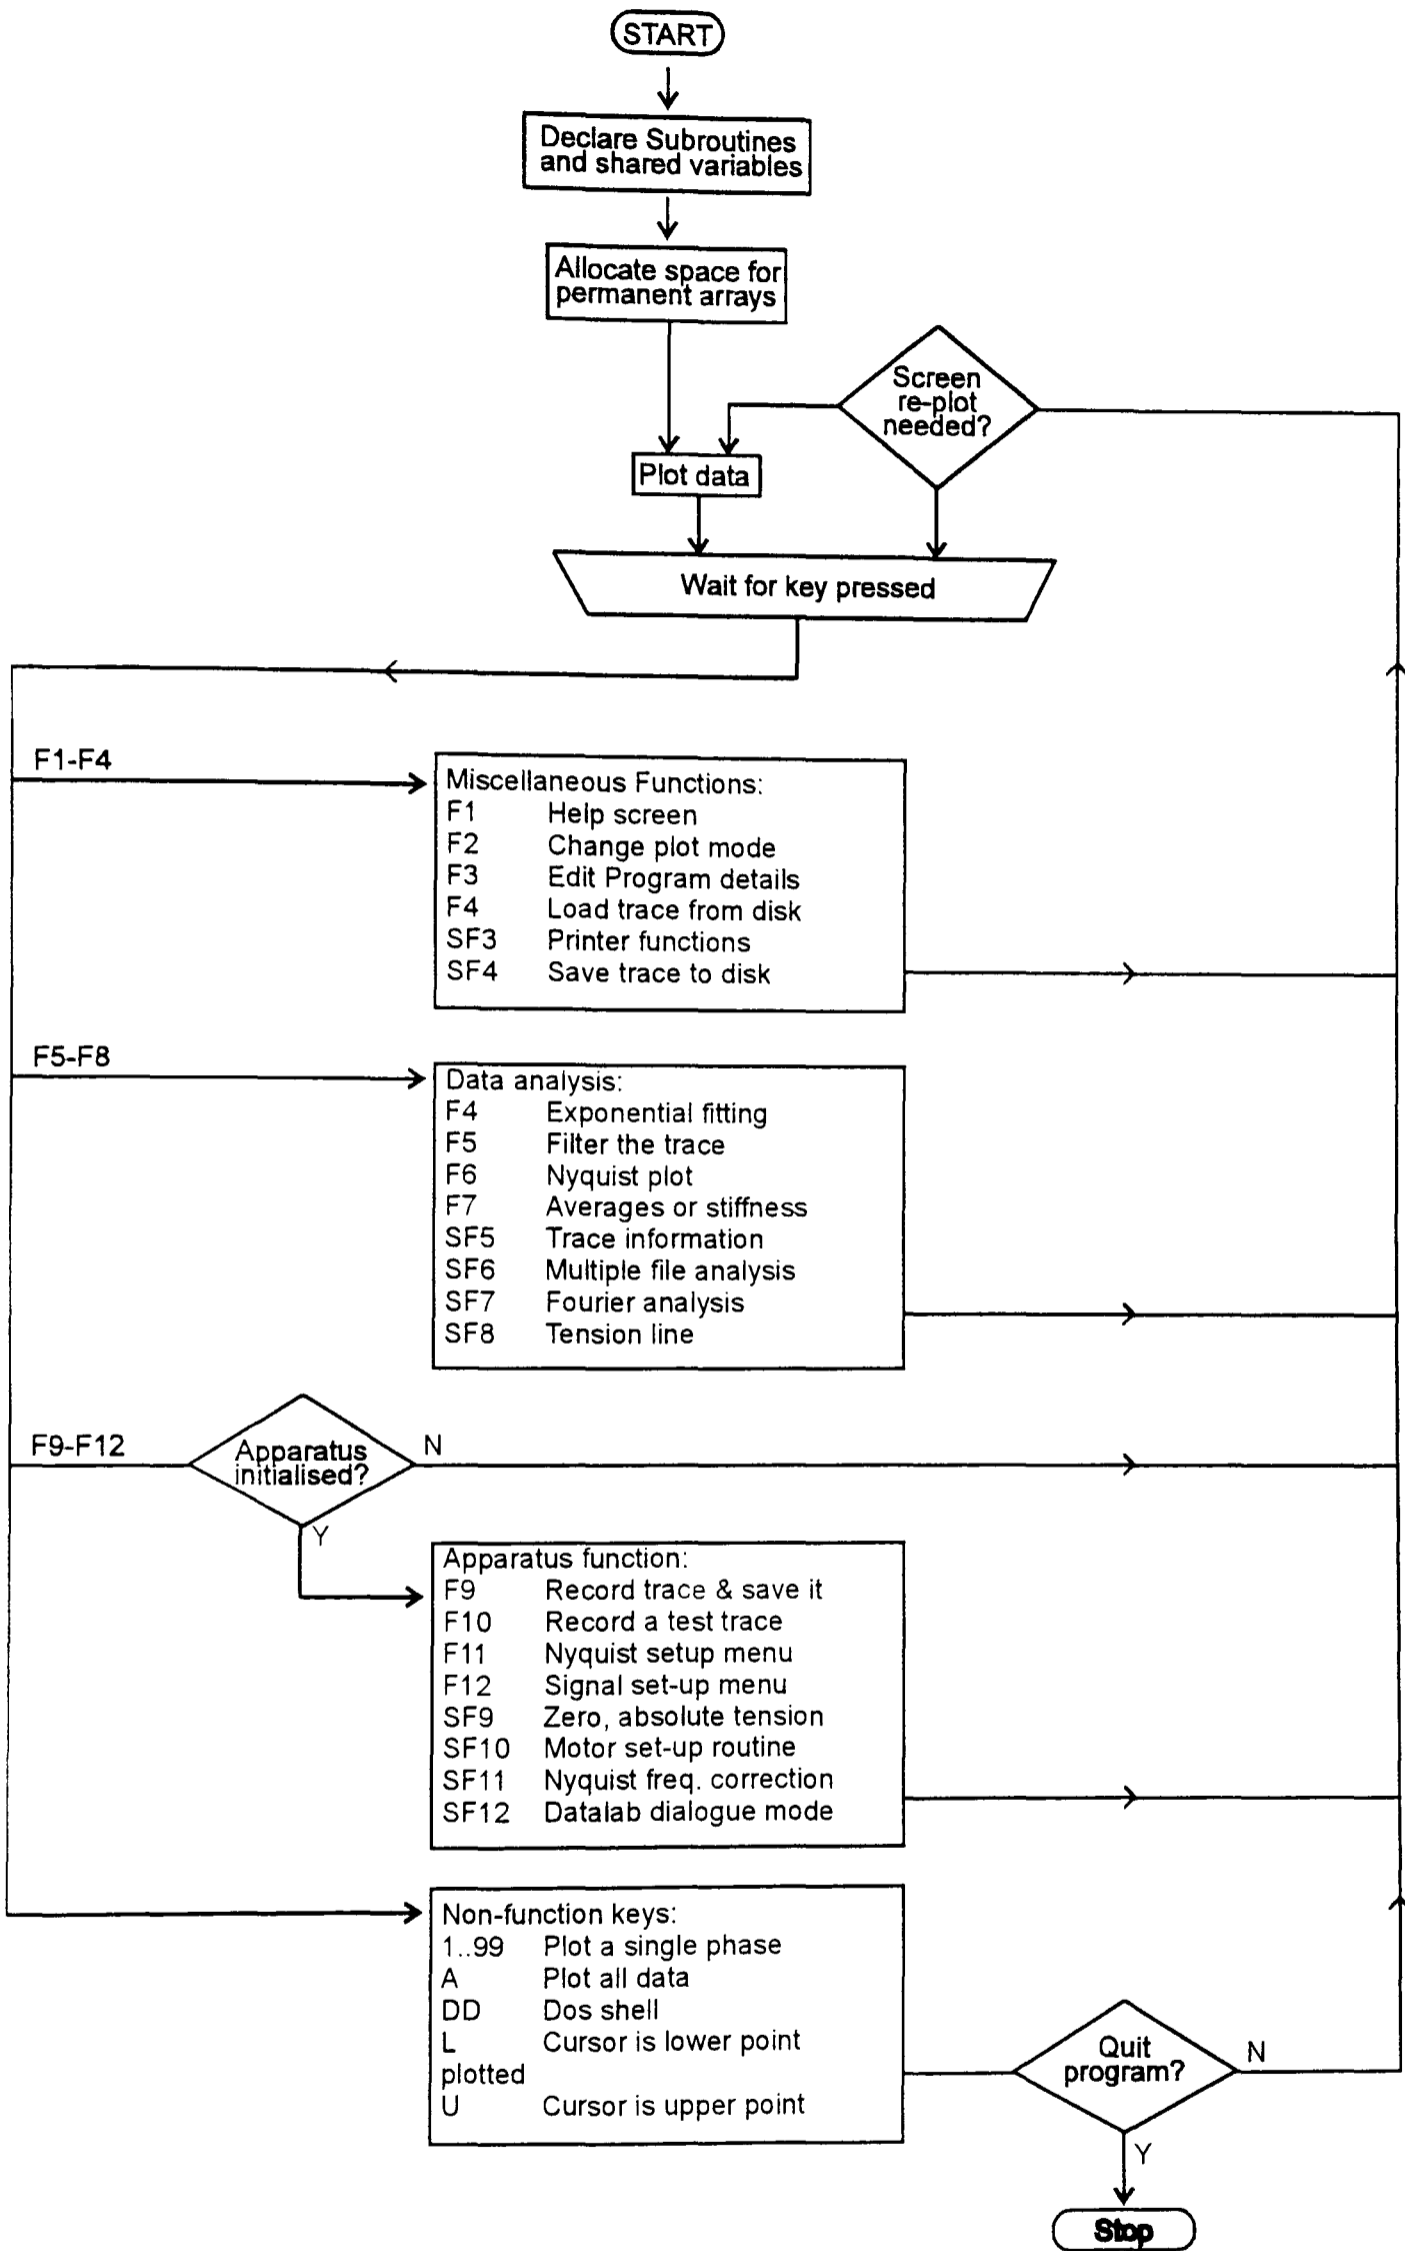 START
Declare Subroutines
and shared variables
Allocate space for
permanent arrays
Screen
re-plot
needed?
Plot data
Wait for key pressed
F1-F4
Miscellaneous Functions:
F1 Help screen
F2 Change plot mode
F3 Edit Program details
F4 Load trace from disk
SF3 Printer functions
SF4 Save trace to disk
F5-F8
Data analysis:
F4 Exponential fitting
F5 Filter the trace
F6 Nyquist plot
F7 Averages or stiffness
SF5 Trace information
SF6 Multiple file analysis
SF7 Fourier analysis
SF8 Tension line
F9-F12
Apparatus
initialised?
N
Y
Apparatus function:
F9 Record trace & save it
F10 Record a test trace
F11 Nyquist setup menu
F12 Signal set-up menu
SF9 Zero, absolute tension
SF10 Motor set-up routine
SF11 Nyquist freq. correction
SF12 Datalab dialogue mode
Non-function keys:
1..99 Plot a single phase
A Plot all data
DD Dos shell
L Cursor is lower point
plotted
U Cursor is upper point
Quit
program?
N
Y
Stop